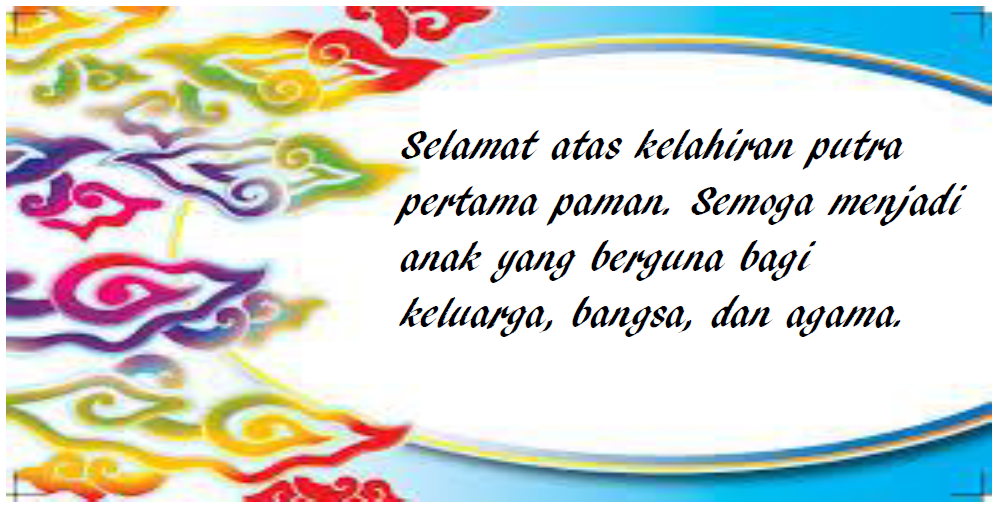 Selamat atas kelahiran putra
pertama paman. Semoga menjadi
anak yang berguna bagi
keluarga, bangsa, dan agama.